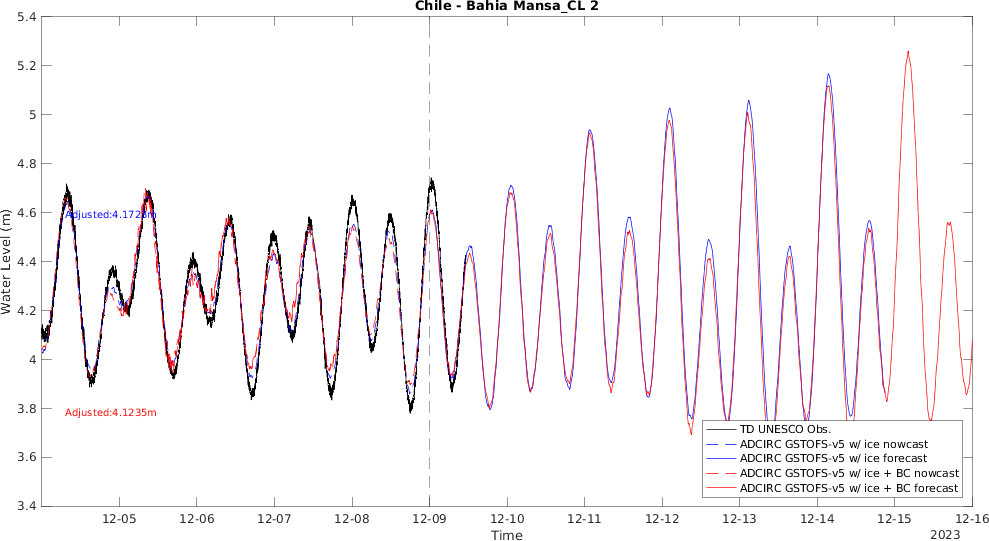 Chile - Bahia Mansa_CL 2
5.4
5.2
5
4.8
4.6
4.4
4.2
4
3.8
3.6
3.4
Water Level (m)
Adjusted:4.1726m
Adjusted:4.1235m
TD UNESCO Obs.
ADCIRC GSTOFS-v5 w/ ice nowcast
ADCIRC GSTOFS-v5 w/ ice forecast
ADCIRC GSTOFS-v5 w/ ice + BC nowcast
ADCIRC GSTOFS-v5 w/ ice + BC forecast
12-05 12-06 12-07 12-08 12-09 12-10 12-11 12-12 12-13 12-14 12-15 12-16
Time
2023